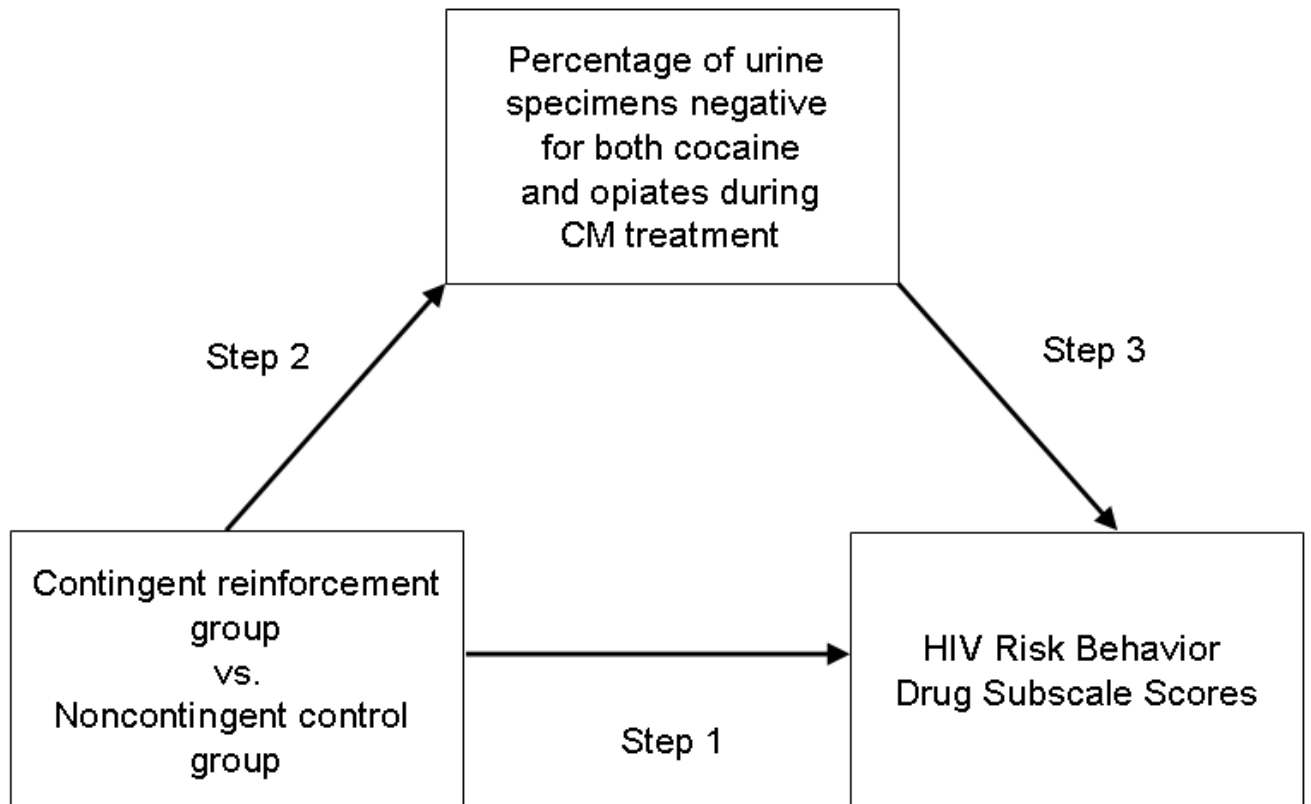 Percentage of urine
specimens negative
for both cocaine
and opiates during
CM treatment
Step 2
Step 3
Contingent reinforcement
group
vs.
Noncontingent control
group
Step 1
HIV Risk Behavior
Drug Subscale Scores